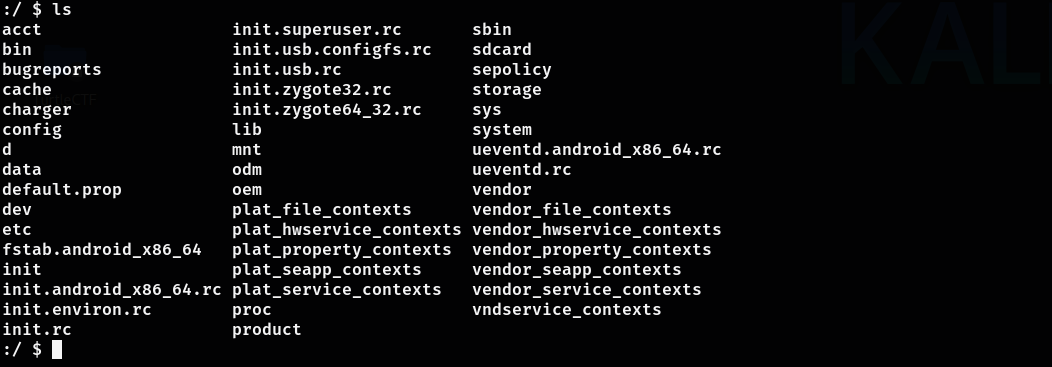 :/ $ ls
acct init.superuser.rc sbin
bin init.usb.configfs.rc sdcard
bugreports init.usb.rc sepolicy
cache init.zygote32.rc storage
charger init.zygote64_32.rc sys
config lib system
d mnt ueventd.android_x86_64.rc
data odm ueventd.rc
default.prop oem vendor
dev plat_file_contexts vendor_file_contexts
etc plat_hwservice_contexts vendor_hwservice_contexts
fstab.android_x86_64 plat_property_contexts vendor_property_contexts
init plat_seapp_contexts vendor_seapp_contexts
init.android_x86_64.rc plat_service_contexts vendor_service_contexts
init.environ.rc proc vndservice_contexts
init.rc product
:/ $